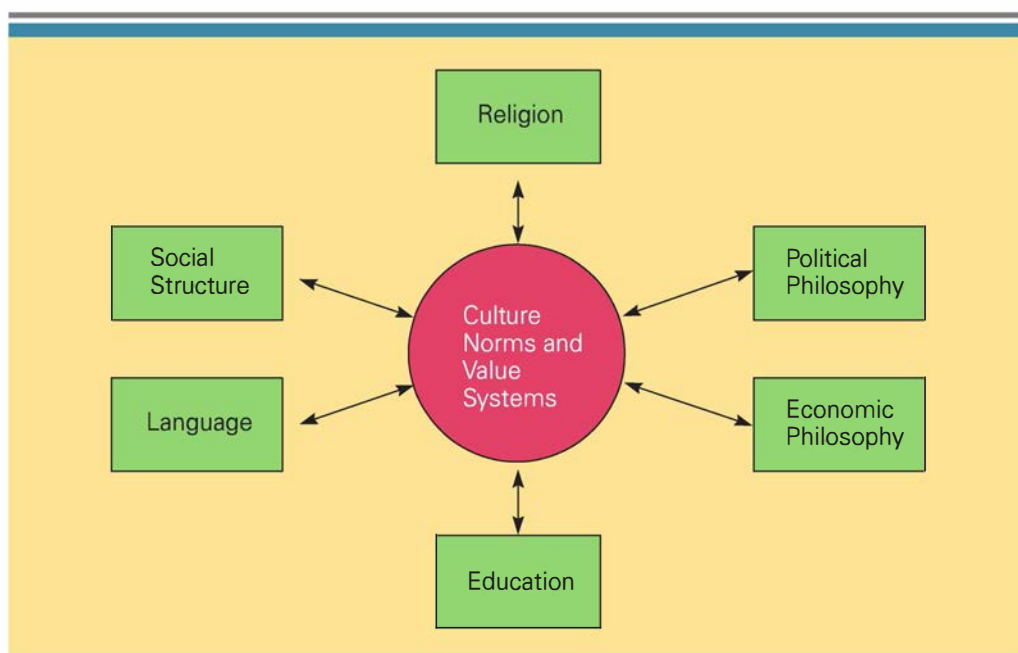 Religion
Social
Structure
Political
Philosophy
Culture
Norms and
Value
Systems
Language
Economic
Philosophy
Education